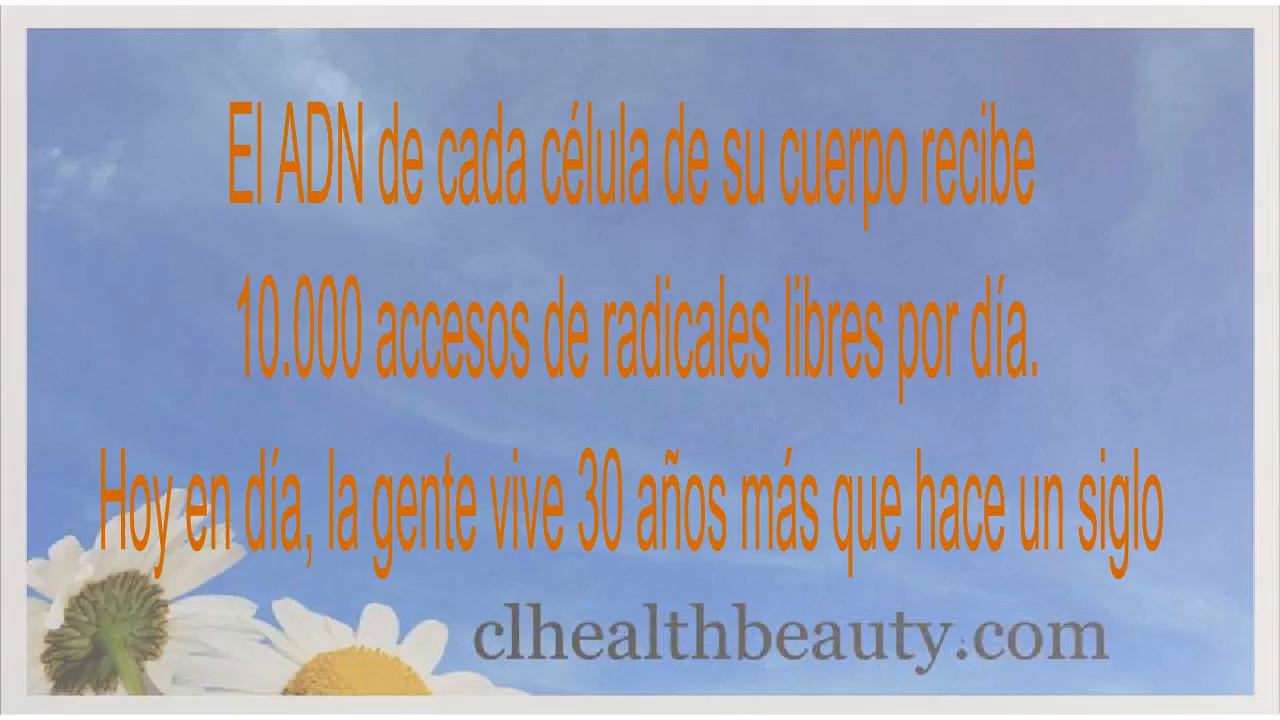 El ADN de cada célula de su cuerpo recibe
10.000 accesos de radicales libres por día.
Hoy en día, la gente vive 30 años más que hace un siglo
clhealthbeauty.com